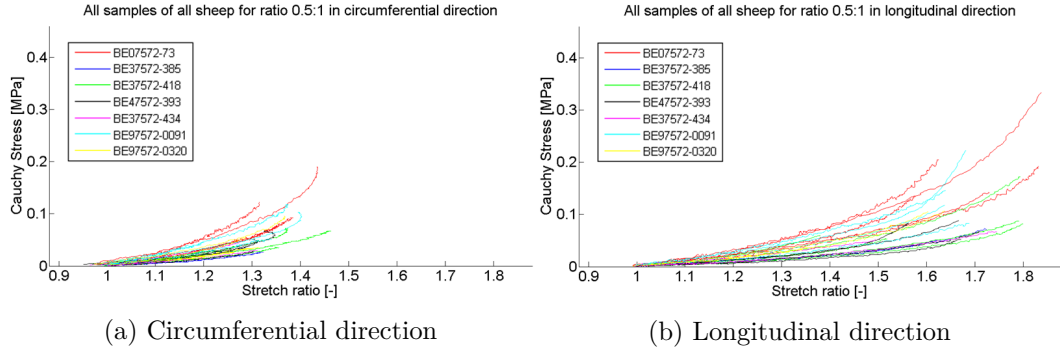 All samples of all sheep for ratio 0.5:1 in circumferential direction
Cauchy Stress [MPa]
0.4
0.3
0.2
0.1
0
BE07572-73
BE37572-385
BE37572-418
BE47572-393
BE37572-434
BE97572-0091
BE97572-0320
0.9 1 1.1 1.2 1.3 1.4 1.5 1.6 1.7 1.8
Stretch ratio [-]
(a) Circumferential direction
All samples of all sheep for ratio 0.5:1 in longitudinal direction
Cauchy Stress [MPa]
0.4
0.3
0.2
0.1
0
BE07572-73
BE37572-385
BE37572-418
BE47572-393
BE37572-434
BE97572-0091
BE97572-0320
0.9 1 1.1 1.2 1.3 1.4 1.5 1.6 1.7 1.8
Stretch ratio [-]
(b) Longitudinal direction